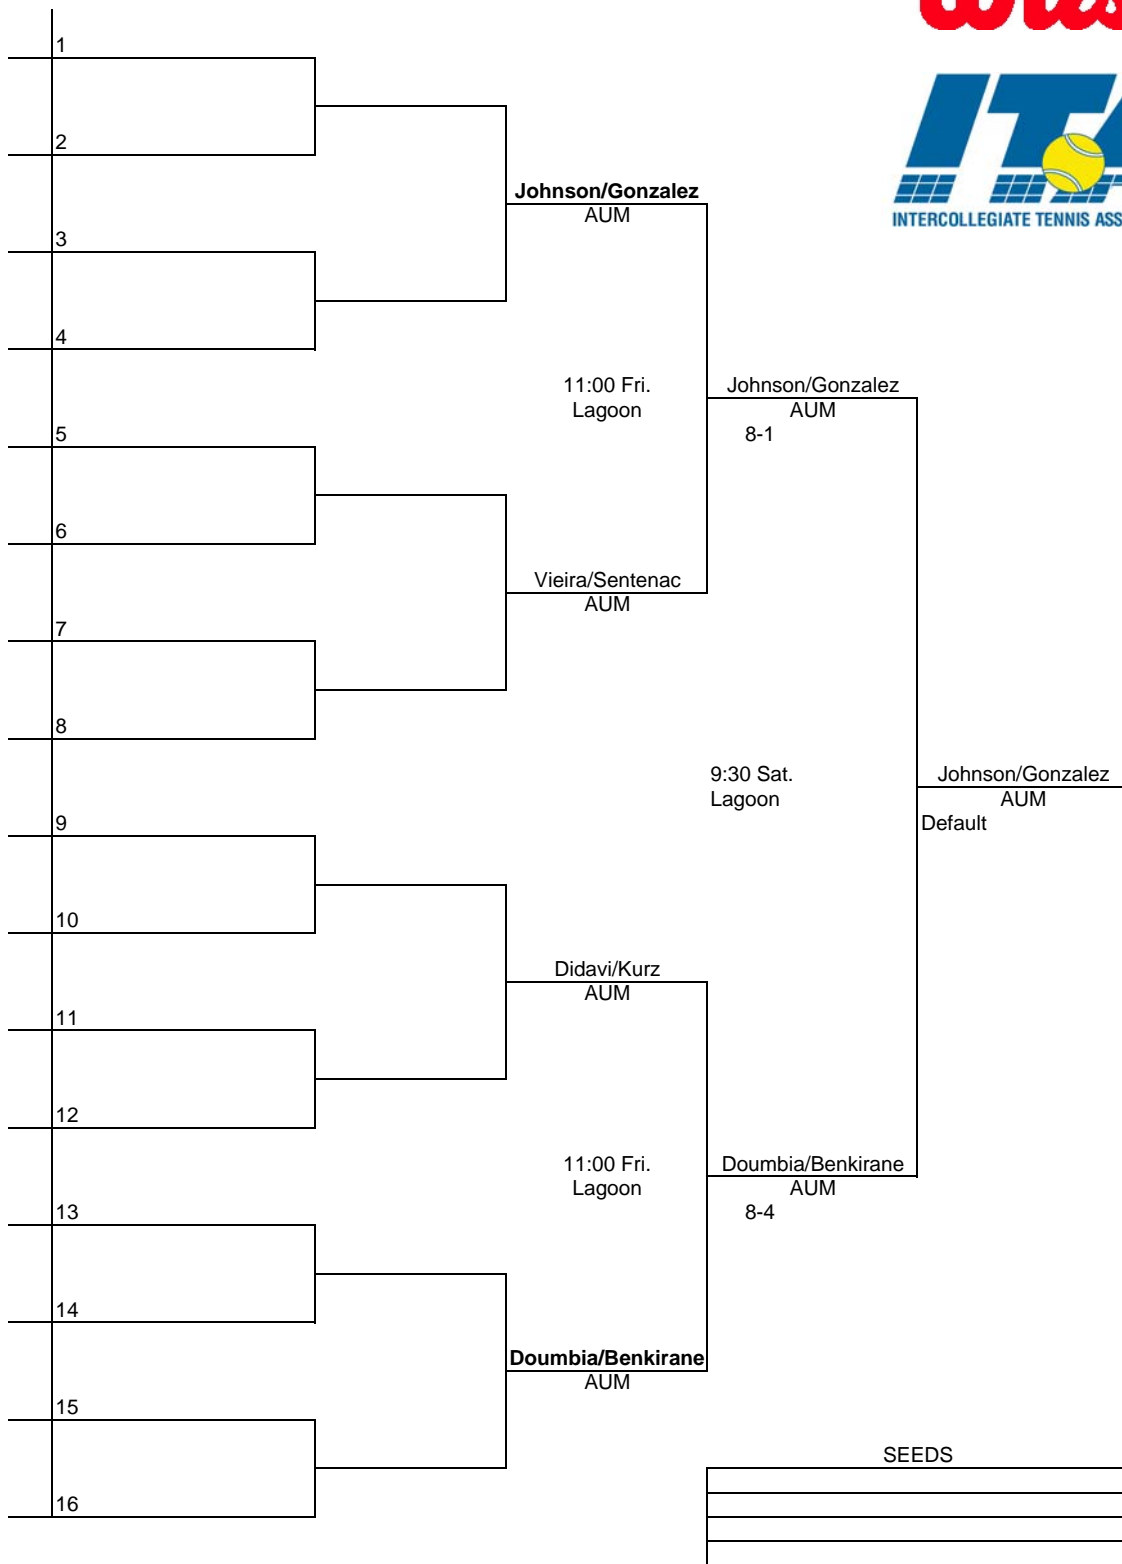 1
2
Johnson/Gonzalez
AUM
INTERCOLLEGIATE TENNIS ASS
3
4
11:00 Fri.
Lagoon
Johnson/Gonzalez
AUM
8-1
5
6
Vieira/Sentenac
AUM
7
8
9:30 Sat.
Lagoon
Johnson/Gonzalez
AUM
Default
9
10
Didavi/Kurz
AUM
11
12
11:00 Fri.
Lagoon
Doumbia/Benkirane
AUM
8-4
13
14
Doumbia/Benkirane
AUM
15
SEEDS
16